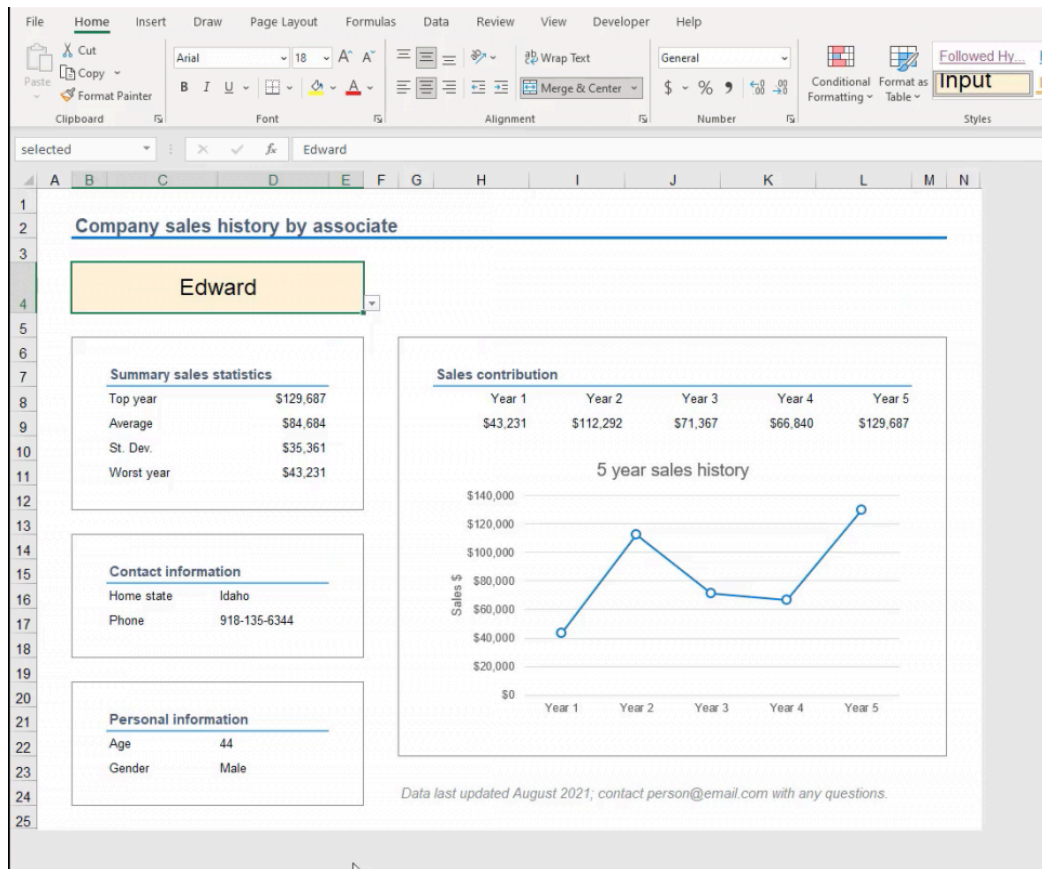 File Home Insert Draw Page Layout Formulas Data Review View Developer Help
Paste
Cut
Copy
Format Painter
Clipboard
Arial 18 A^ A˅
B I U A
Font
Wrap Text
Merge & Center
Alignment
General
$ % 9
Number
Conditional Formatting
Format as Table
Followed Hy...
Input
Styles
selected fx Edward
A B C D E F G H I J K L M N
1
2 Company sales history by associate
3
4 Edward
5
6
7 Summary sales statistics Sales contribution
8 Top year $129,687 Year 1 Year 2 Year 3 Year 4 Year 5
9 Average $84,684 $43,231 $112,292 $71,367 $66,840 $129,687
10 St. Dev. $35,361
11 Worst year $43,231 5 year sales history
12 $140,000
13 $120,000
14 $100,000
15 Contact information $80,000
16 Home state Idaho Sales $
17 Phone 918-135-6344 $60,000
18 $40,000
19 $20,000
20 $0
21 Personal information Year 1 Year 2 Year 3 Year 4 Year 5
22 Age 44
23 Gender Male
24 Data last updated August 2021; contact person@email.com with any questions.
25